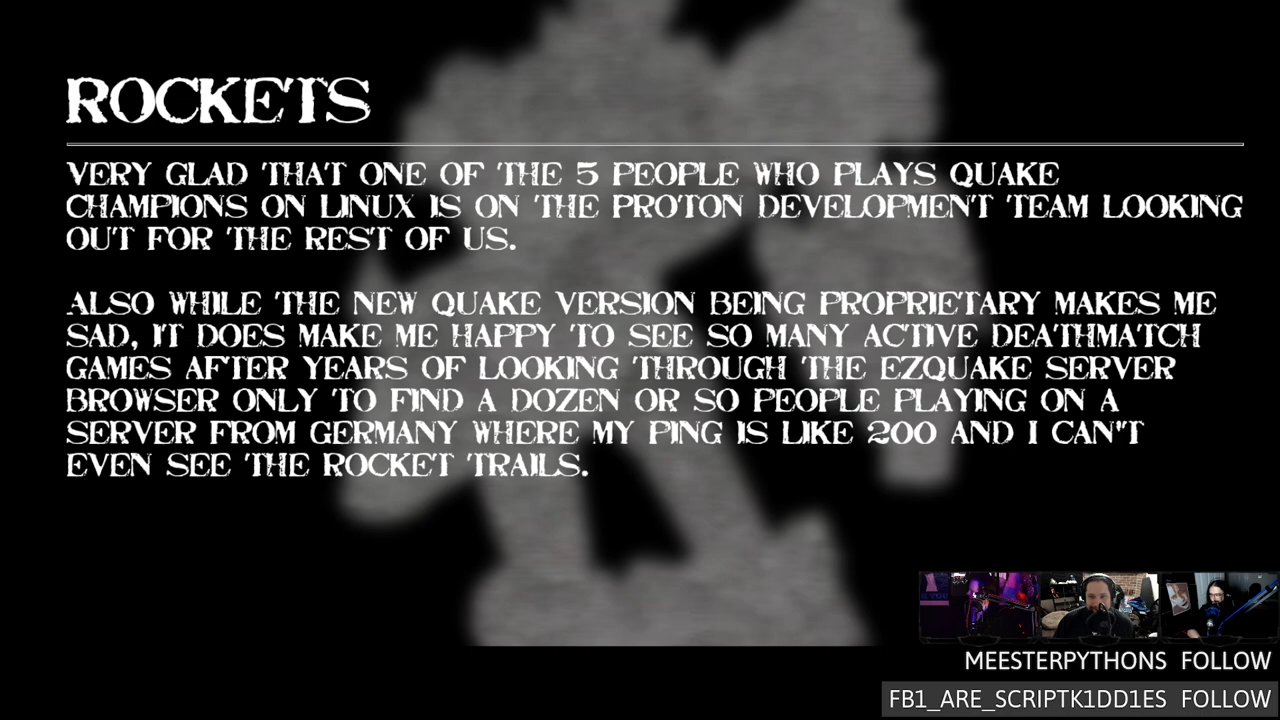 ROCKETS
VERY GLAD THAT ONE OF THE 5 PEOPLE WHO PLAYS QUAKE
CHAMPIONS ON LINUX IS ON THE PROTON DEVELOPMENT TEAM LOOKING
OUT FOR THE REST OF US.
ALSO WHILE THE NEW QUAKE VERSION BEING PROPRIETARY MAKES ME
SAD, IT DOES MAKE ME HAPPY TO SEE SO MANY ACTIVE DEATHMATCH
GAMES AFTER YEARS OF LOOKING THROUGH THE EZQUAKE SERVER
BROWSER ONLY TO FIND A DOZEN OR SO PEOPLE PLAYING ON A
SERVER FROM GERMANY WHERE MY PING IS LIKE 200 AND I CAN'T
EVEN SEE THE ROCKET TRAILS.
MEESTERPYTHONS FOLLOW
FB1_ARE_SCRIPTK1DD1ES FOLLOW